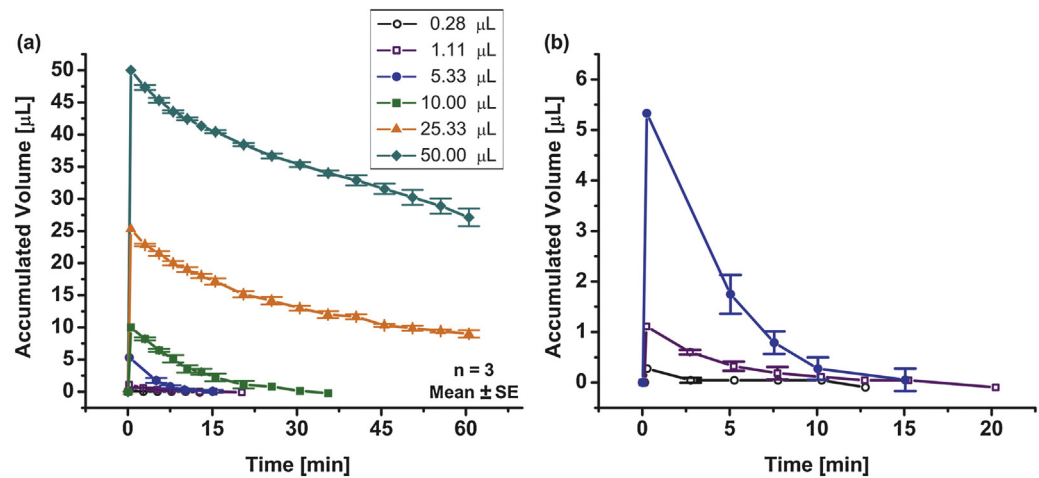 (a)
0.28 μL
1.11 μL
5.33 μL
10.00 μL
25.33 μL
50.00 μL
50
45
40
35
30
25
20
15
10
5
0
Accumulated Volume [μL]
n = 3
Mean ± SE
0 15 30 45 60
Time [min]
(b)
6
5
4
3
2
1
0
Accumulated Volume [μL]
0 5 10 15 20
Time [min]